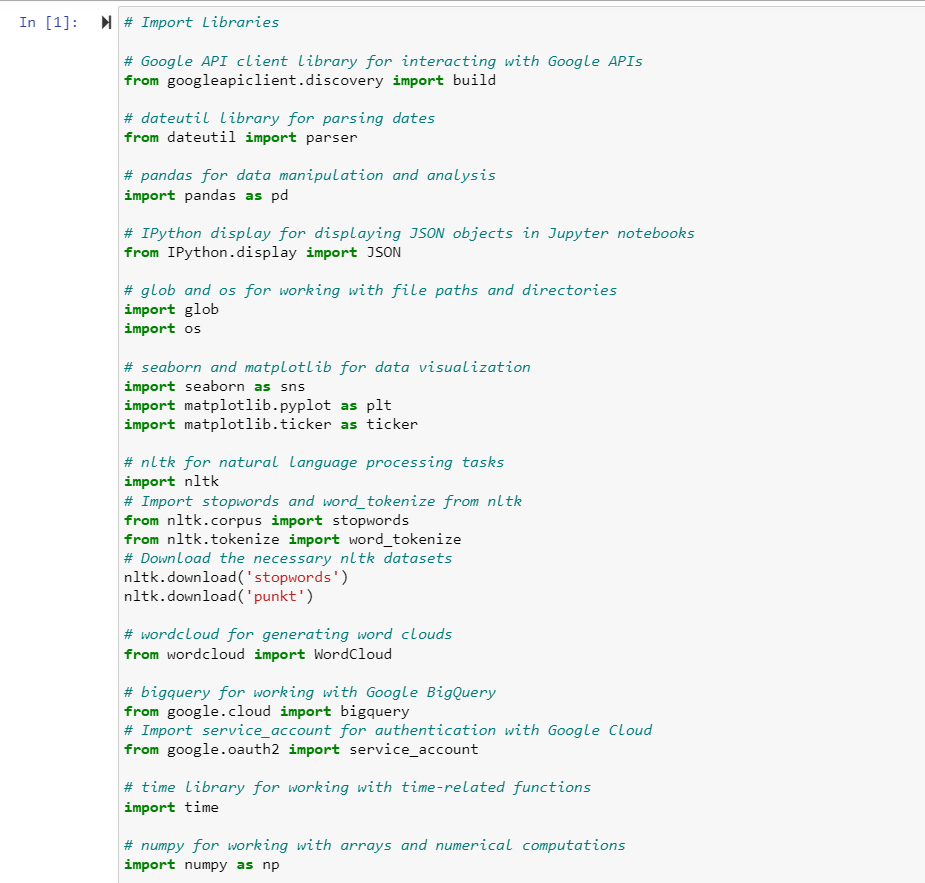 In [1]:
# Import Libraries
# Google API client library for interacting with Google APIs
from googleapiclient.discovery import build
# dateutil library for parsing dates
from dateutil import parser
# pandas for data manipulation and analysis
import pandas as pd
# IPython display for displaying JSON objects in Jupyter notebooks
from IPython.display import JSON
# glob and os for working with file paths and directories
import glob
import os
# seaborn and matplotlib for data visualization
import seaborn as sns
import matplotlib.pyplot as plt
import matplotlib.ticker as ticker
# nltk for natural language processing tasks
import nltk
# Import stopwords and word_tokenize from nltk
from nltk.corpus import stopwords
from nltk.tokenize import word_tokenize
# Download the necessary nltk datasets
nltk.download('stopwords')
nltk.download('punkt')
# wordcloud for generating word clouds
from wordcloud import WordCloud
# bigquery for working with Google BigQuery
from google.cloud import bigquery
# Import service_account for authentication with Google Cloud
from google.oauth2 import service_account
# time library for working with time-related functions
import time
# numpy for working with arrays and numerical computations
import numpy as np